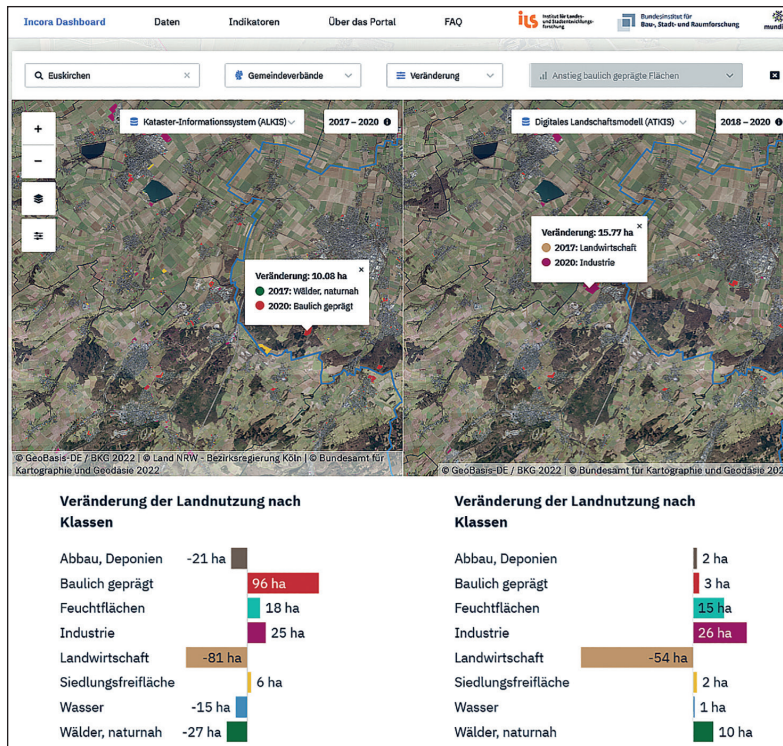 Incora Dashboard Daten Indikatoren Über das Portal FAQ
ils Institut für Landes-
und Stadtentwicklungs-
forschung
Bundesinstitut für
Bau-, Stadt- und Raumforschung
mundi
Euskirchen × Gemeindeverbände Veränderung Anstieg baulich geprägte Flächen
+
−
Kataster-Informationssystem (ALKIS) 2017 – 2020
Veränderung: 10.08 ha ×
2017: Wälder, naturnah
2020: Baulich geprägt
© GeoBasis-DE / BKG 2022 | © Land NRW - Bezirksregierung Köln | © Bundesamt für
Kartographie und Geodäsie 2022
Digitales Landschaftsmodell (ATKIS) 2018 – 2020
Veränderung: 15.77 ha ×
2017: Landwirtschaft
2020: Industrie
© GeoBasis-DE / BKG 2022 | © Bundesamt für Kartographie und Geodäsie 202
Veränderung der Landnutzung nach
Klassen
Abbau, Deponien -21 ha
Baulich geprägt 96 ha
Feuchtflächen 18 ha
Industrie 25 ha
Landwirtschaft -81 ha
Siedlungsfreifläche 6 ha
Wasser -15 ha
Wälder, naturnah -27 ha
Veränderung der Landnutzung nach
Klassen
Abbau, Deponien 2 ha
Baulich geprägt 3 ha
Feuchtflächen 15 ha
Industrie 26 ha
Landwirtschaft -54 ha
Siedlungsfreifläche 2 ha
Wasser 1 ha
Wälder, naturnah 10 ha